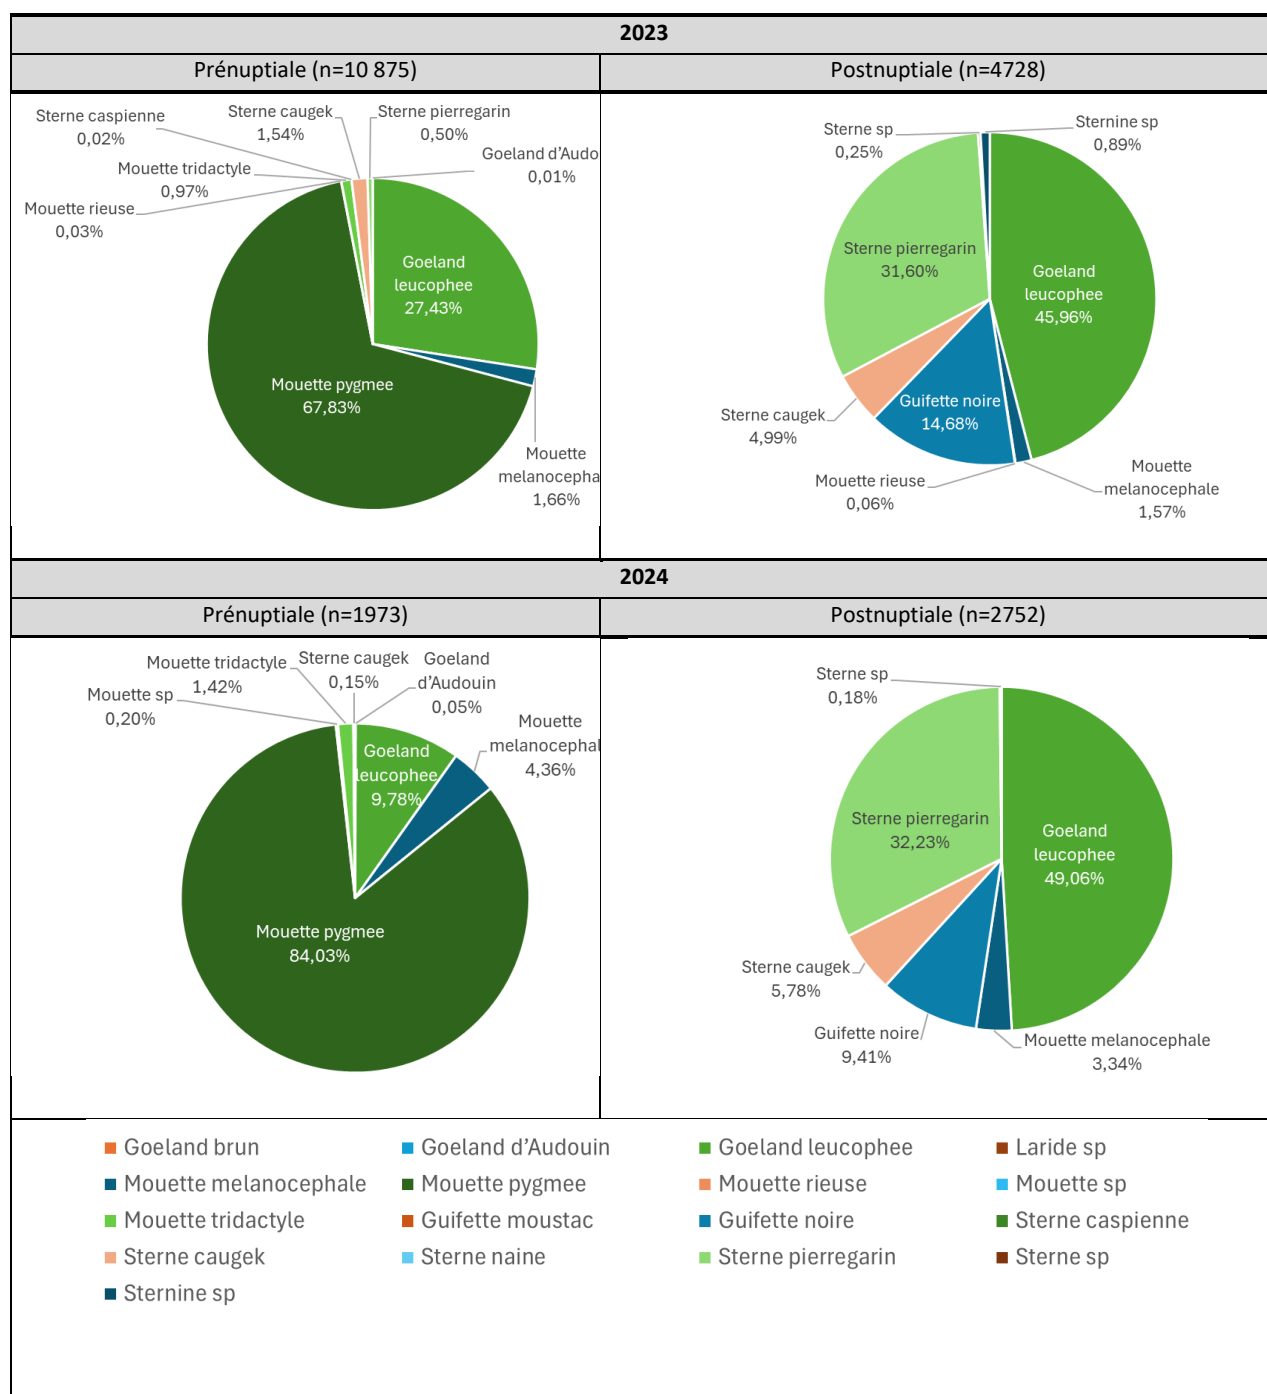 2023
Prénuptiale (n=10 875)
Postnuptiale (n=4728)
Sterne caspienne
0,02%
Sterne caugek
1,54%
Sterne pierregarin
0,50%
Goeland d’Audo
0,01%
Mouette tridactyle
0,97%
Mouette rieuse
0,03%
Goeland
leucophee
27,43%
Mouette pygmee
67,83%
Mouette
melanocepha
1,66%
Sterne sp
0,25%
Sternine sp
0,89%
Sterne pierregarin
31,60%
Goeland
leucophee
45,96%
Guifette noire
14,68%
Sterne caugek
4,99%
Mouette rieuse
0,06%
Mouette
melanocephale
1,57%
2024
Prénuptiale (n=1973)
Postnuptiale (n=2752)
Mouette tridactyle
1,42%
Sterne caugek
0,15%
Goeland
d’Audouin
0,05%
Mouette sp
0,20%
Mouette
melanocephal
4,36%
Goeland
leucophee
9,78%
Mouette pygmee
84,03%
Sterne sp
0,18%
Sterne pierregarin
32,23%
Goeland
leucophee
49,06%
Sterne caugek
5,78%
Guifette noire
9,41%
Mouette melanocephale
3,34%
Goeland brun
Goeland d’Audouin
Goeland leucophee
Laride sp
Mouette melanocephale
Mouette pygmee
Mouette rieuse
Mouette sp
Mouette tridactyle
Guifette moustac
Guifette noire
Sterne caspienne
Sterne caugek
Sterne naine
Sterne pierregarin
Sterne sp
Sternine sp